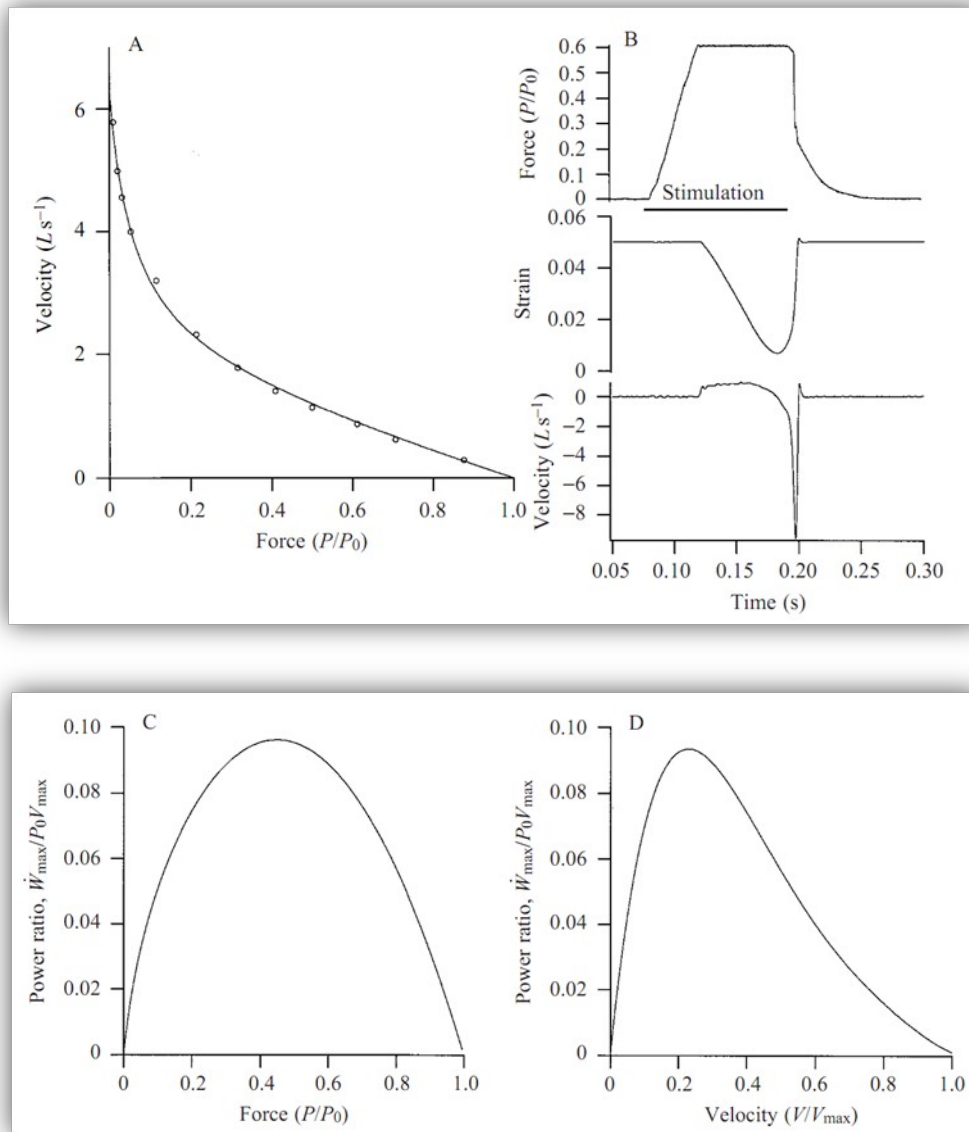 A
6
4
2
0
Velocity (L s⁻¹)
0 0.2 0.4 0.6 0.8 1.0
Force (P/P₀)
B
0.6
0.5
0.4
0.3
0.2
0.1
0
Force (P/P₀)
Stimulation
0.06
0.04
0.02
0
Strain
0
−2
−4
−6
−8
Velocity (L s⁻¹)
0.05 0.10 0.15 0.20 0.25 0.30
Time (s)
C
0.10
0.08
0.06
0.04
0.02
0
Power ratio, Ẇmax/P₀Vmax
0 0.2 0.4 0.6 0.8 1.0
Force (P/P₀)
D
0.10
0.08
0.06
0.04
0.02
0
Power ratio, Ẇmax/P₀Vmax
0 0.2 0.4 0.6 0.8 1.0
Velocity (V/Vmax)